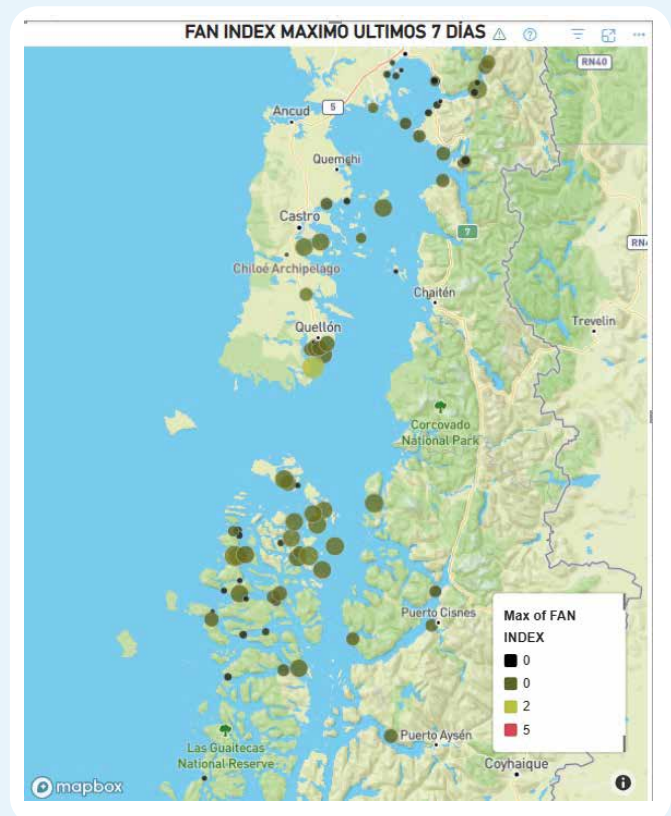 FAN INDEX MAXIMO ULTIMOS 7 DÍAS
RN40
Ancud
5
Quemchi
Castro
7
RN4
Chiloé Archipelago
Chaitén
Trevelin
Quellón
Corcovado
National Park
Puerto Cisnes
Max of FAN
INDEX
0
0
2
5
Puerto Aysén
Las Guaitecas
National Reserve
Coyhaique
mapbox